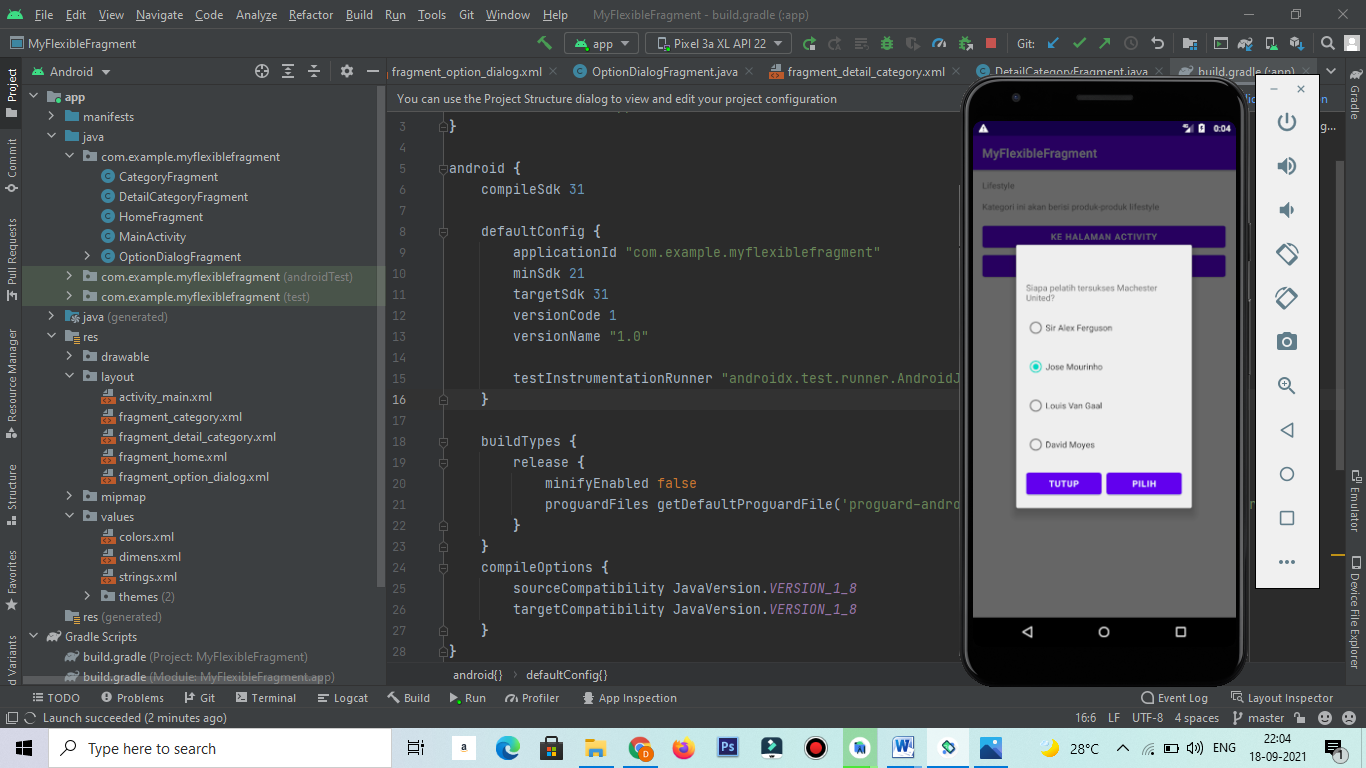 File Edit View Navigate Code Analyze Refactor Build Run Tools Git Window Help MyFlexibleFragment - build.gradle (:app)
MyFlexibleFragment app Pixel 3a XL API 22 Git:
Project Android fragment_option_dialog.xml OptionDialogFragment.java fragment_detail_category.xml DetailCategoryFragment.java build.gradle (:app)
You can use the Project Structure dialog to view and edit your project configuration
app
manifests
java
com.example.myflexiblefragment
CategoryFragment
DetailCategoryFragment
HomeFragment
MainActivity
OptionDialogFragment
com.example.myflexiblefragment (androidTest)
com.example.myflexiblefragment (test)
java (generated)
res
drawable
layout
activity_main.xml
fragment_category.xml
fragment_detail_category.xml
fragment_home.xml
fragment_option_dialog.xml
mipmap
values
colors.xml
dimens.xml
strings.xml
themes (2)
res (generated)
Gradle Scripts
build.gradle (Project: MyFlexibleFragment)
build.gradle (Module: MyFlexibleFragment.app)
Commit
Pull Requests
Resource Manager
Structure
Favorites
3 }
4
5 android {
6 compileSdk 31
7
8 defaultConfig {
9 applicationId "com.example.myflexiblefragment"
10 minSdk 21
11 targetSdk 31
12 versionCode 1
13 versionName "1.0"
14
15 testInstrumentationRunner "androidx.test.runner.AndroidJ
16 }
17
18 buildTypes {
19 release {
20 minifyEnabled false
21 proguardFiles getDefaultProguardFile('proguard-andro
22 }
23 }
24 compileOptions {
25 sourceCompatibility JavaVersion.VERSION_1_8
26 targetCompatibility JavaVersion.VERSION_1_8
27 }
28 }
android{} defaultConfig{}
0:04
MyFlexibleFragment
Lifestyle
Kategori ini akan berisi produk-produk lifestyle
KE HALAMAN ACTIVITY
Siapa pelatih tersukses Machester
United?
Sir Alex Ferguson
Jose Mourinho
Louis Van Gaal
David Moyes
TUTUP PILIH
Gradle
Emulator
Device File Explorer
TODO Problems Git Terminal Logcat Build Run Profiler App Inspection Event Log Layout Inspector
Launch succeeded (2 minutes ago) 16:6 LF UTF-8 4 spaces master
Type here to search 28°C ENG 22:04
18-09-2021